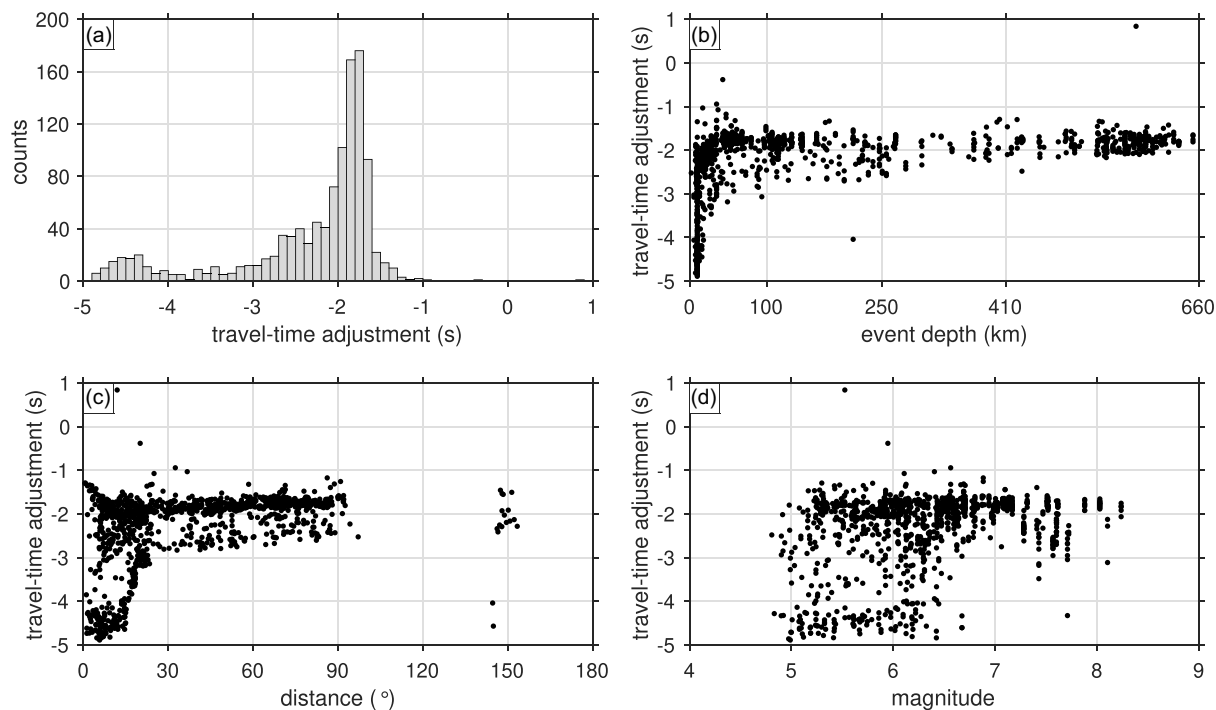 (a)
counts
200
160
120
80
40
0
-5 -4 -3 -2 -1 0 1
travel-time adjustment (s)
(b)
travel-time adjustment (s)
1
0
-1
-2
-3
-4
-5
0 100 250 410 660
event depth (km)
(c)
travel-time adjustment (s)
1
0
-1
-2
-3
-4
-5
0 30 60 90 120 150 180
distance (°)
(d)
travel-time adjustment (s)
1
0
-1
-2
-3
-4
-5
4 5 6 7 8 9
magnitude